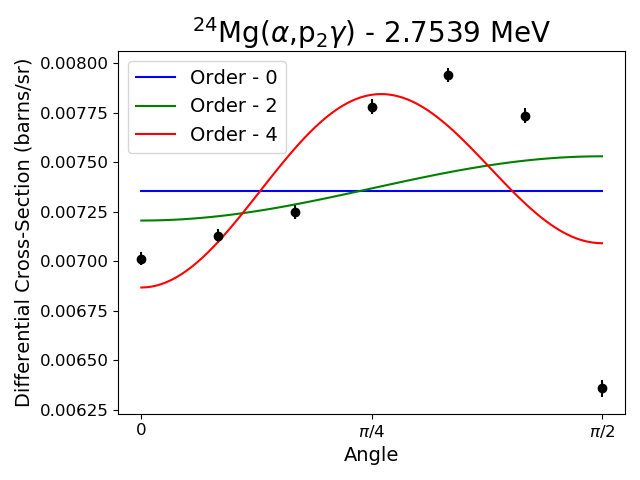 ²⁴Mg(α,p₂γ) - 2.7539 MeV
Order - 0
Order - 2
Order - 4
Differential Cross-Section (barns/sr)
0.00800
0.00775
0.00750
0.00725
0.00700
0.00675
0.00650
0.00625
0 π/4 π/2
Angle